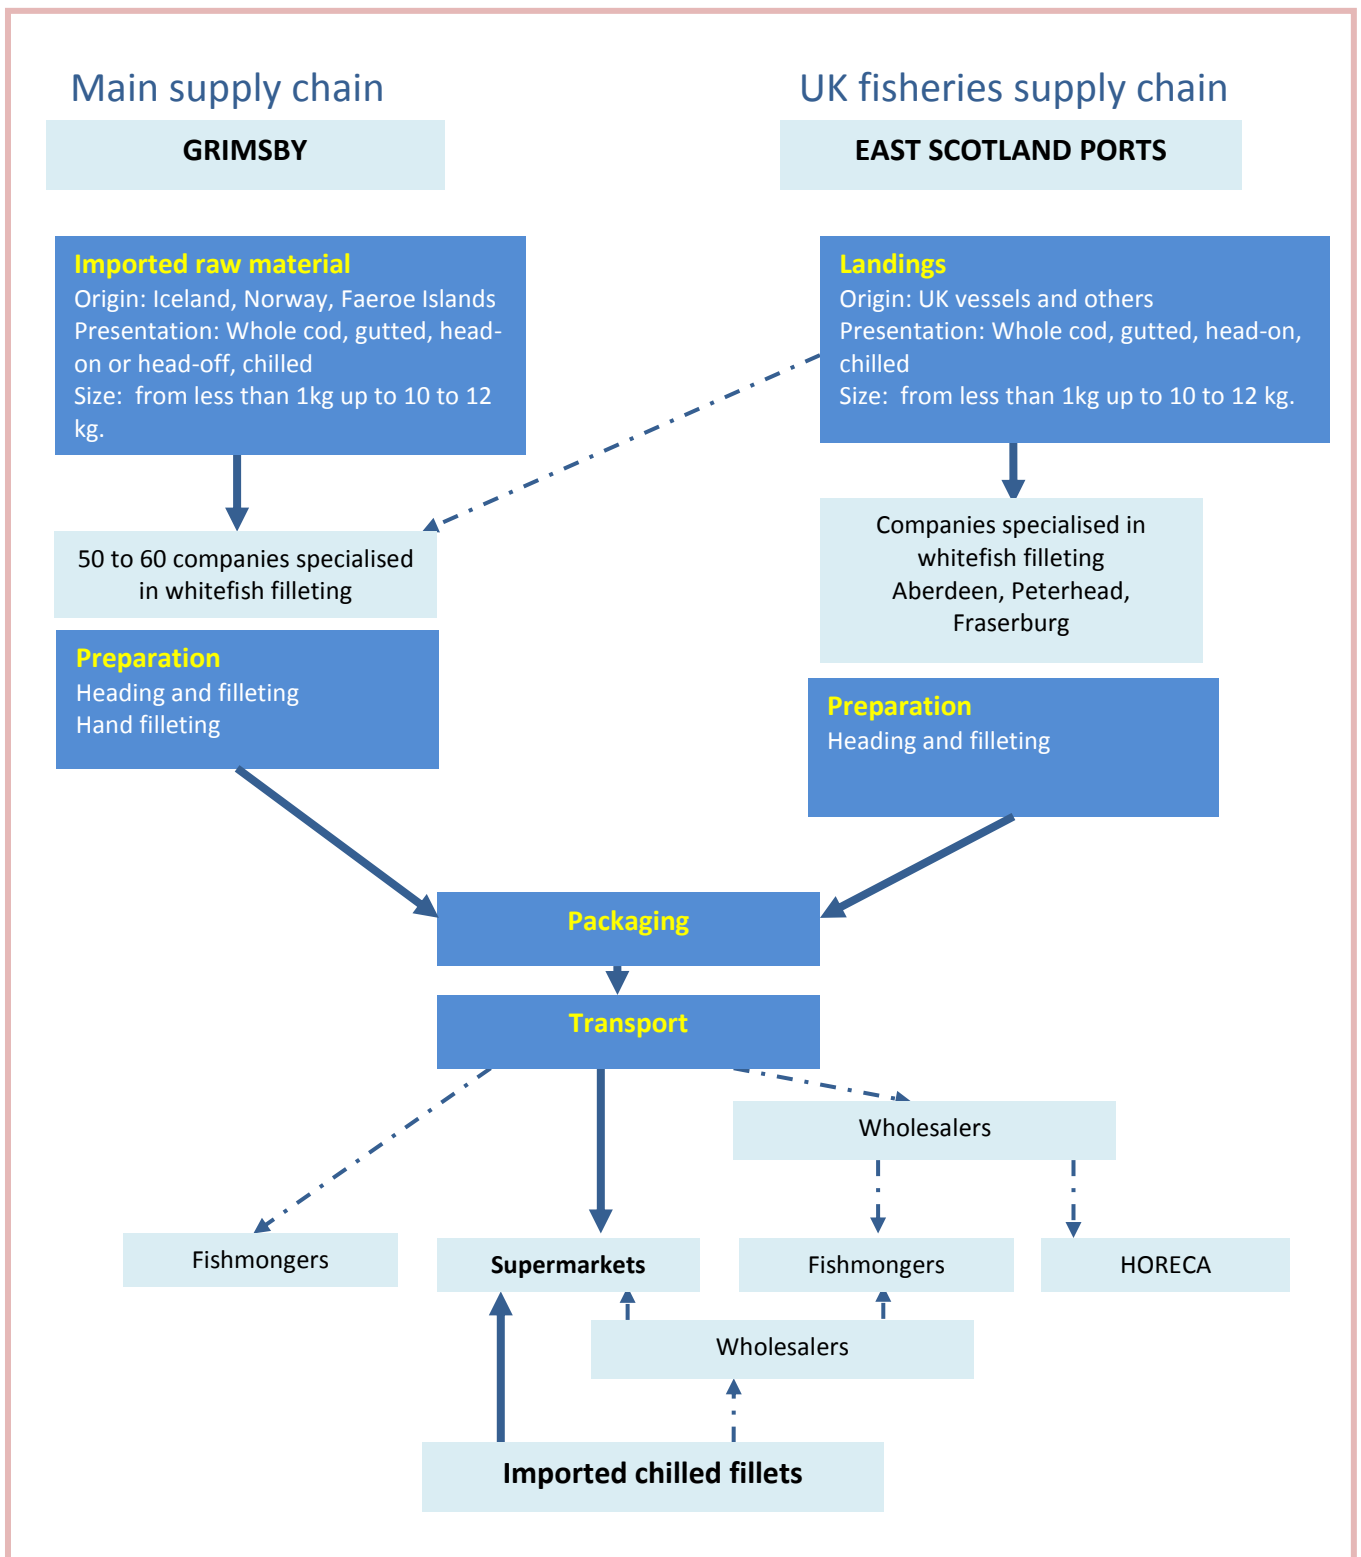 Main supply chain
GRIMSBY
UK fisheries supply chain
EAST SCOTLAND PORTS
Imported raw material
Origin: Iceland, Norway, Faeroe Islands
Presentation: Whole cod, gutted, head-
on or head-off, chilled
Size:  from less than 1kg up to 10 to 12
kg.
Landings
Origin: UK vessels and others
Presentation: Whole cod, gutted, head-on,
chilled
Size:  from less than 1kg up to 10 to 12 kg.
50 to 60 companies specialised
in whitefish filleting
Companies specialised in
whitefish filleting
Aberdeen, Peterhead,
Fraserburg
Preparation
Heading and filleting
Hand filleting
Preparation
Heading and filleting
Packaging
Transport
Wholesalers
Fishmongers
Supermarkets
Fishmongers
HORECA
Wholesalers
Imported chilled fillets